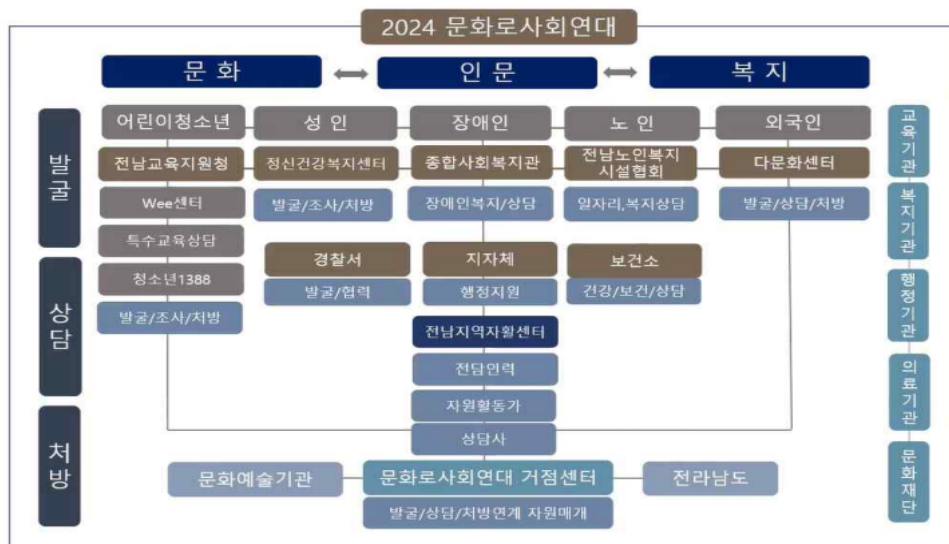 2024 문화로사회연대
문화
인문
복지
발굴
상담
처방
어린이청소년
성인
장애인
노인
외국인
전남교육지원청
정신건강복지센터
종합사회복지관
전남노인복지
시설협회
다문화센터
Wee센터
발굴/조사/처방
장애인복지/상담
일자리,복지상담
발굴/상담/처방
특수교육상담
청소년1388
발굴/조사/처방
경찰서
지자체
보건소
발굴/협력
행정지원
건강/보건/상담
전남지역자활센터
전담인력
자원활동가
상담사
문화예술기관
문화로사회연대 거점센터
전라남도
발굴/상담/처방연계 자원매개
교육기관
복지기관
행정기관
의료기관
문화재단